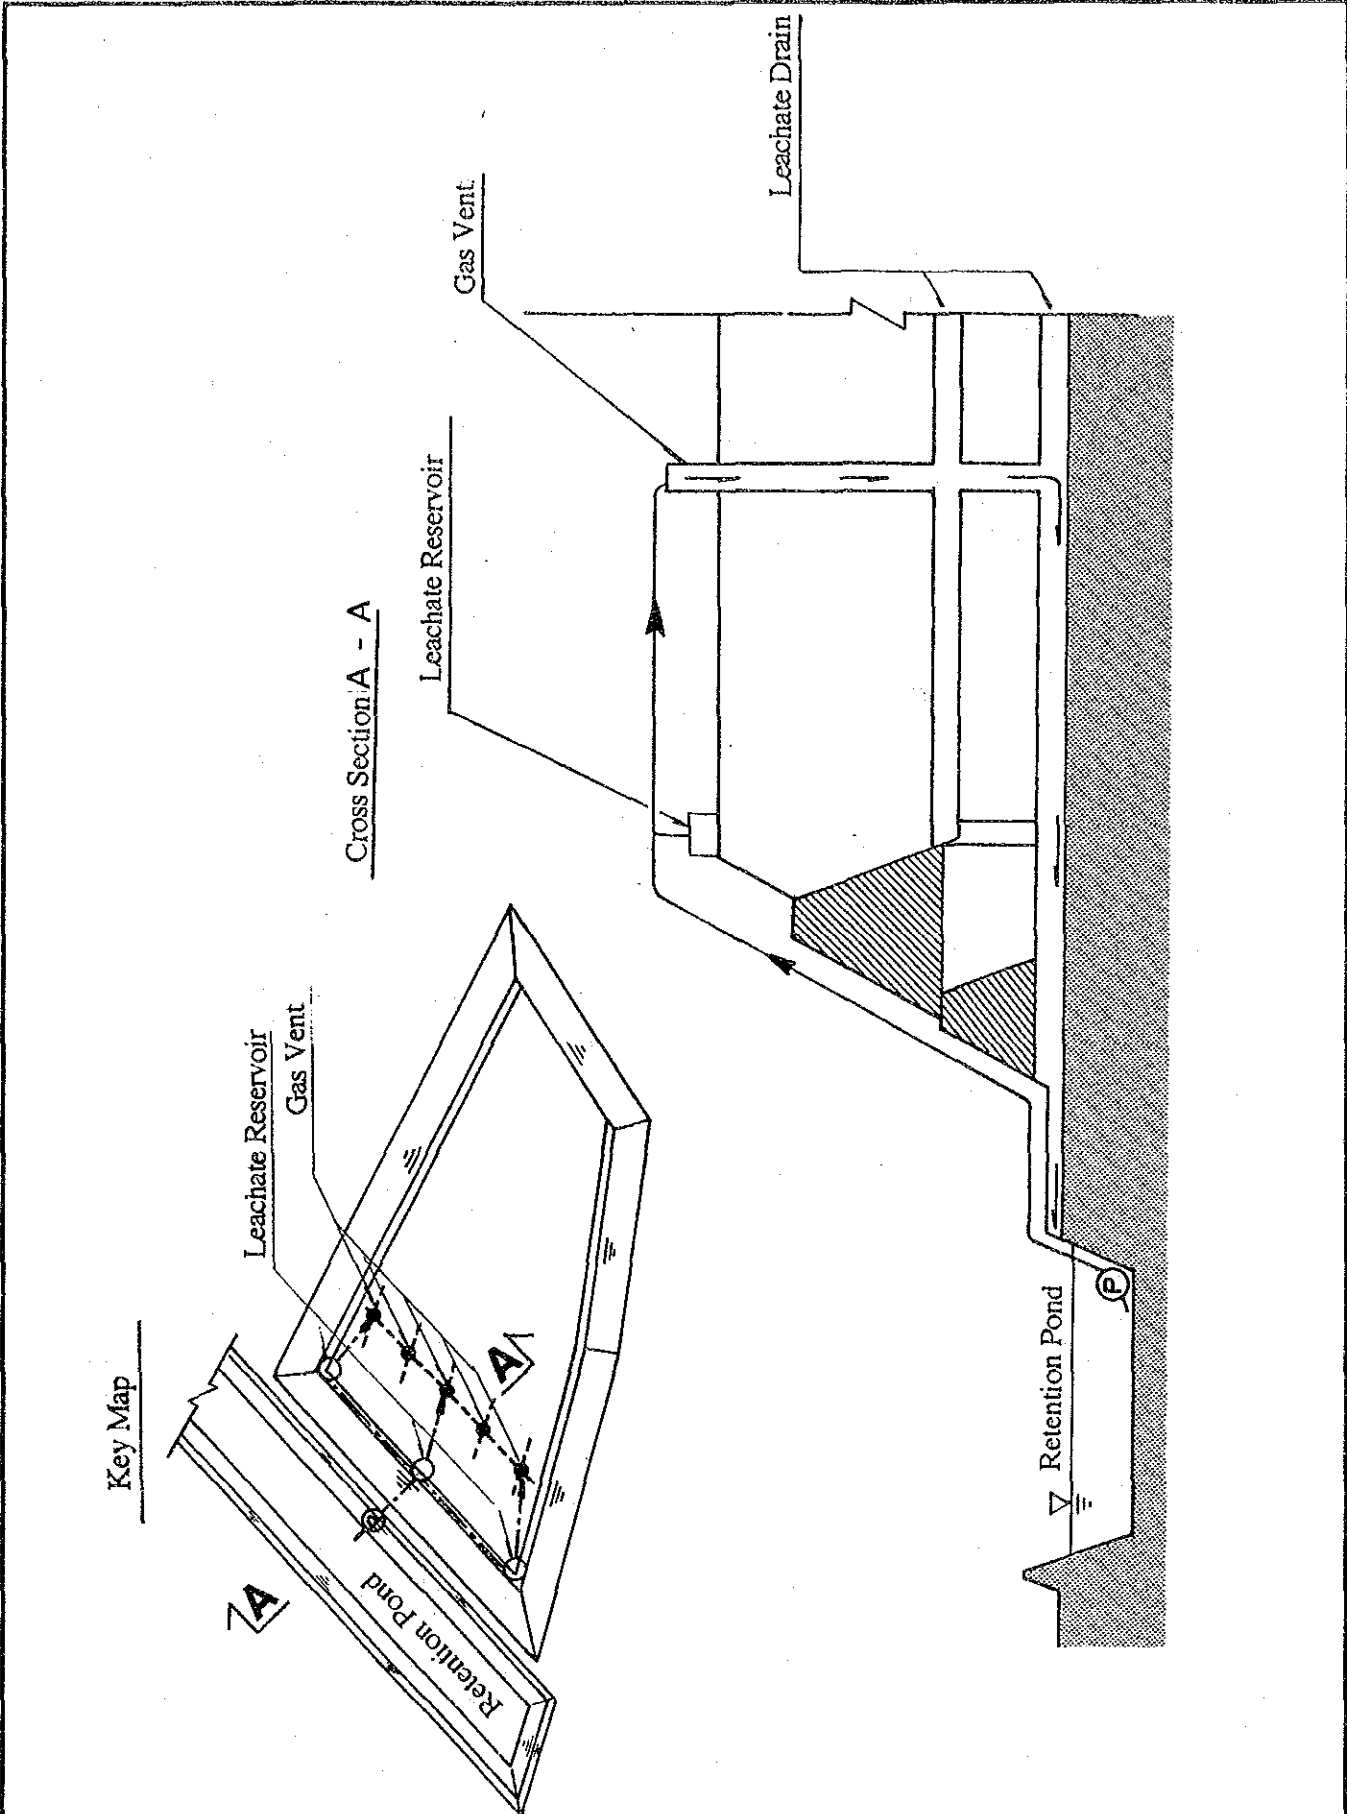 Key Map
Leachate Reservoir
Gas Vent
A
A
P
Retention Pond
Cross Section A - A
Leachate Reservoir
Gas Vent
Leachate Drain
Retention Pond
P